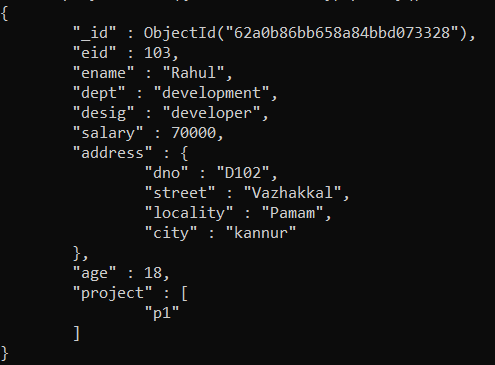 {
"_id" : ObjectId("62a0b86bb658a84bbd073328"),
"eid" : 103,
"ename" : "Rahul",
"dept" : "development",
"desig" : "developer",
"salary" : 70000,
"address" : {
"dno" : "D102",
"street" : "Vazhakkal",
"locality" : "Pamam",
"city" : "kannur"
},
"age" : 18,
"project" : [
"p1"
]
}